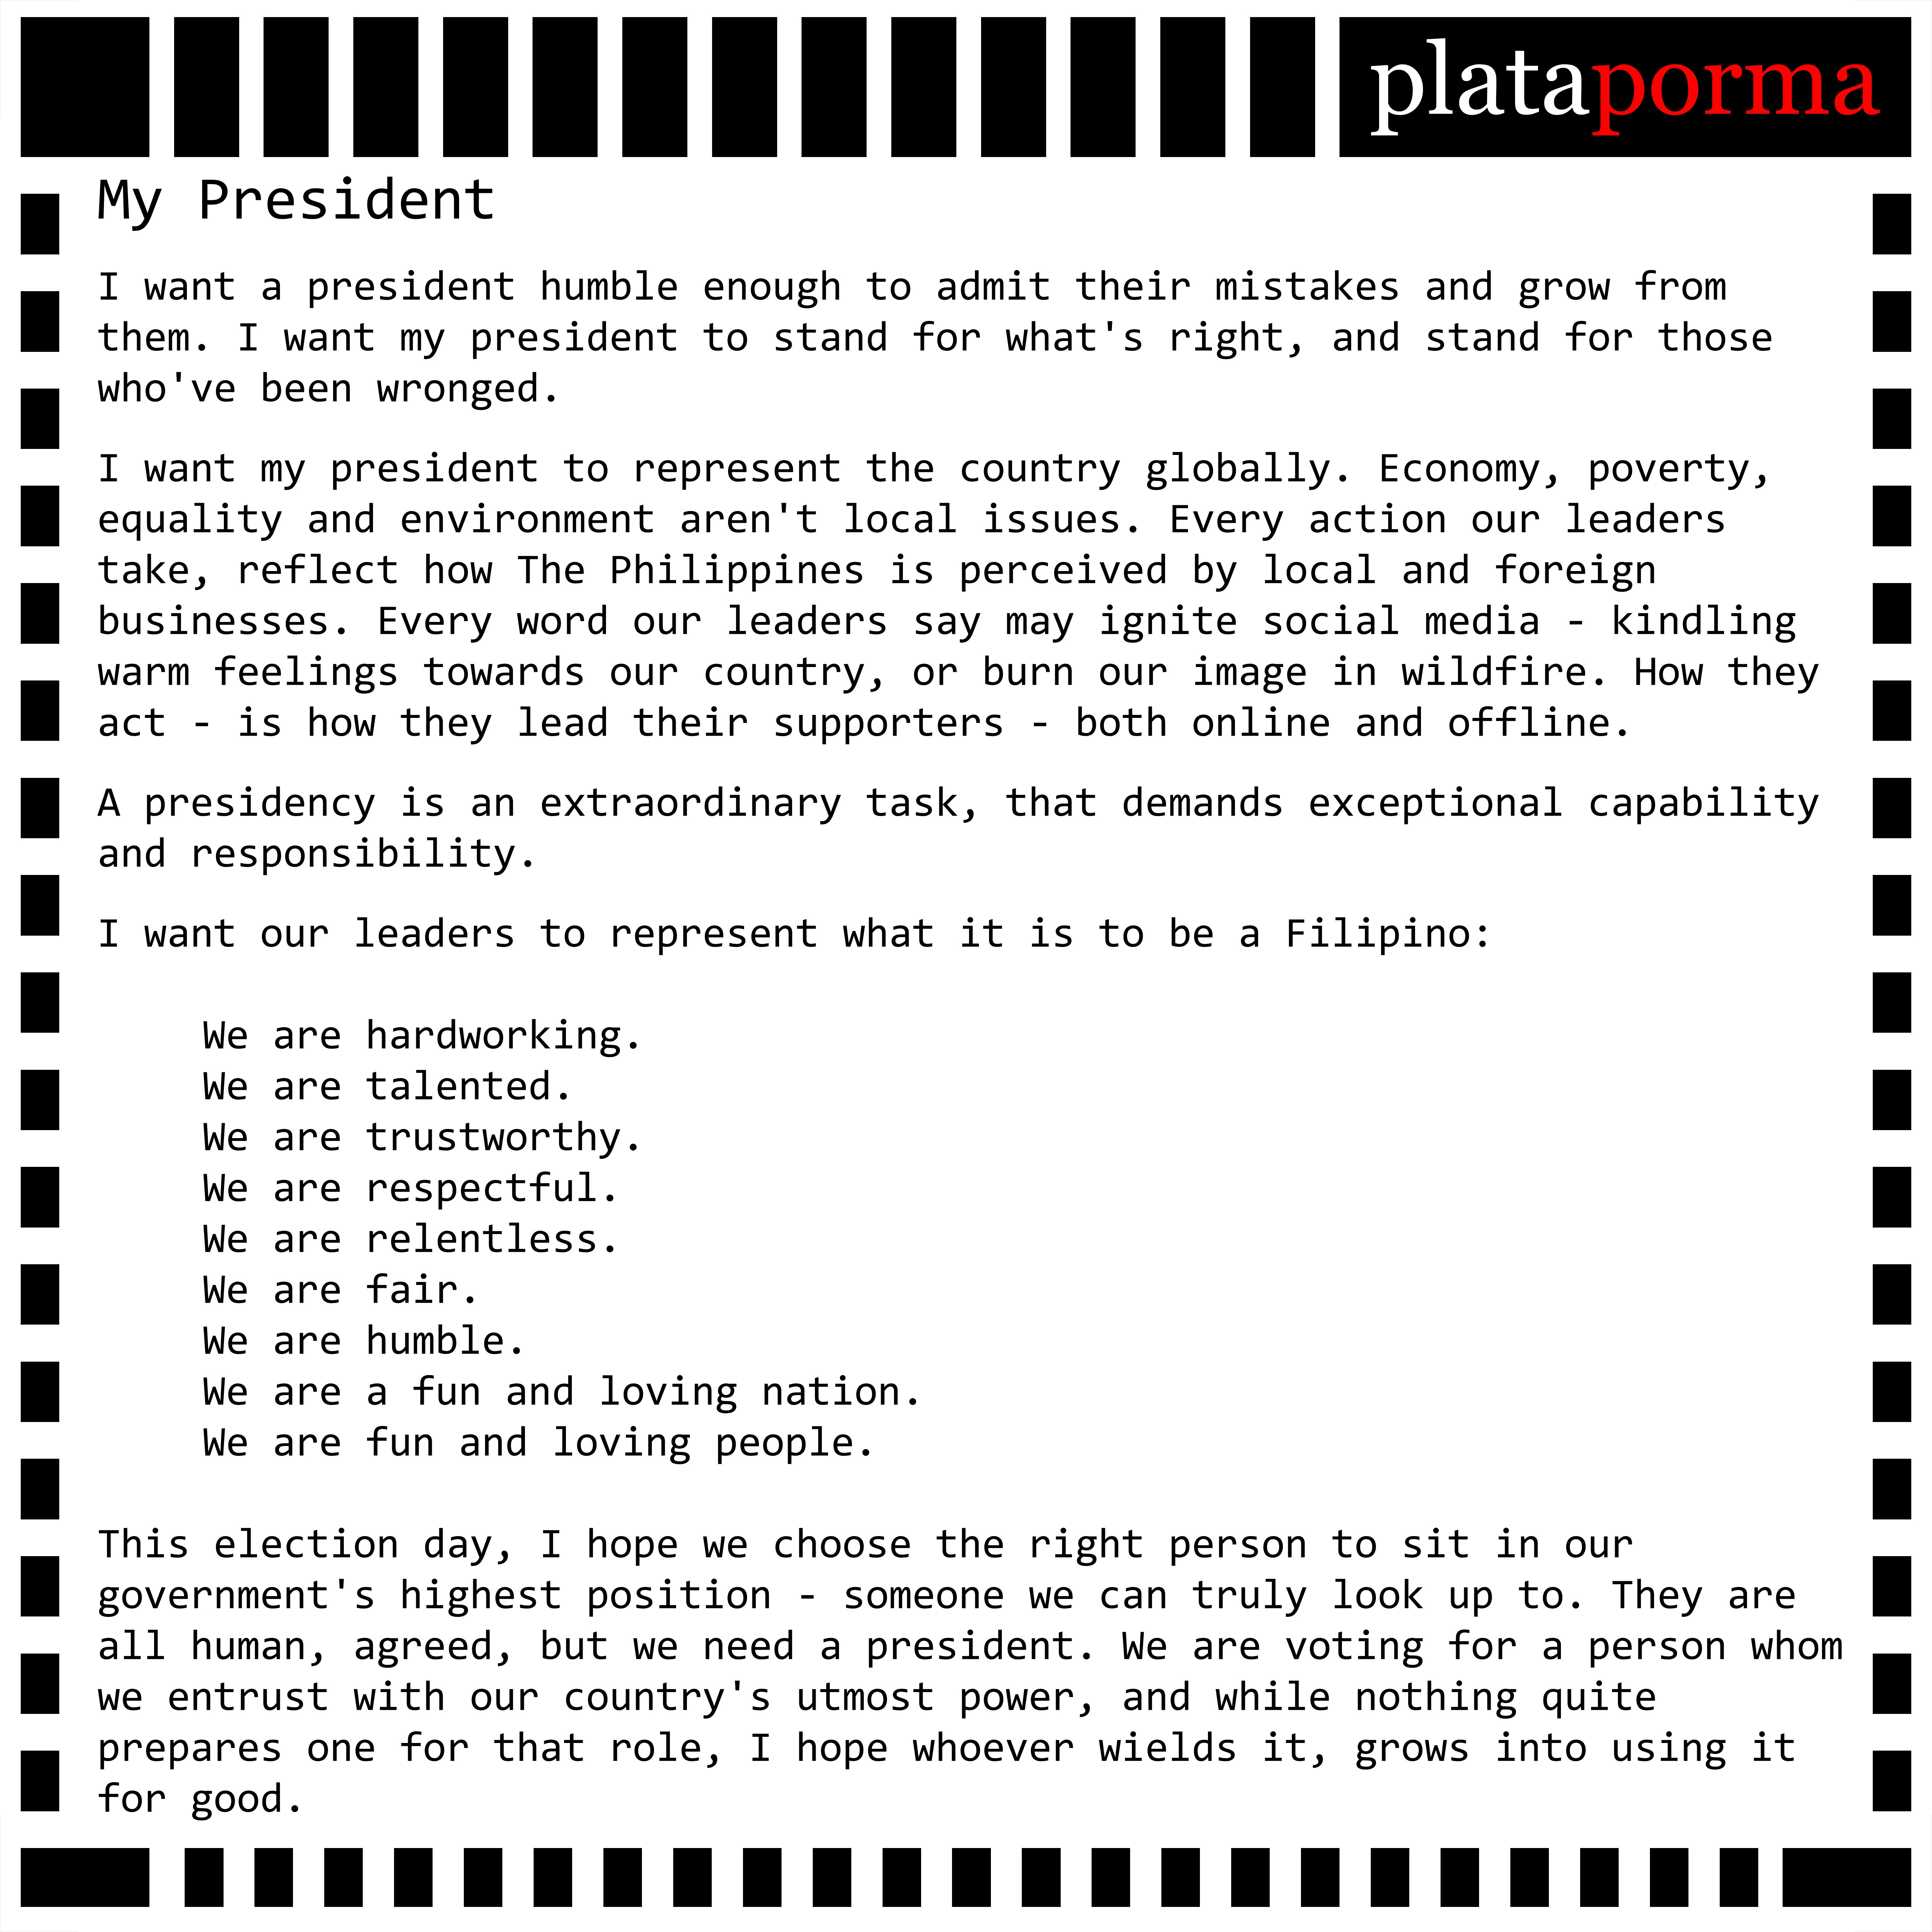 plataporma
My President
I want a president humble enough to admit their mistakes and grow from
them. I want my president to stand for what's right, and stand for those
who've been wronged.
I want my president to represent the country globally. Economy, poverty,
equality and environment aren't local issues. Every action our leaders
take, reflect how The Philippines is perceived by local and foreign
businesses. Every word our leaders say may ignite social media - kindling
warm feelings towards our country, or burn our image in wildfire. How they
act - is how they lead their supporters - both online and offline.
A presidency is an extraordinary task, that demands exceptional capability
and responsibility.
I want our leaders to represent what it is to be a Filipino:
We are hardworking.
We are talented.
We are trustworthy.
We are respectful.
We are relentless.
We are fair.
We are humble.
We are a fun and loving nation.
We are fun and loving people.
This election day, I hope we choose the right person to sit in our
government's highest position - someone we can truly look up to. They are
all human, agreed, but we need a president. We are voting for a person whom
we entrust with our country's utmost power, and while nothing quite
prepares one for that role, I hope whoever wields it, grows into using it
for good.